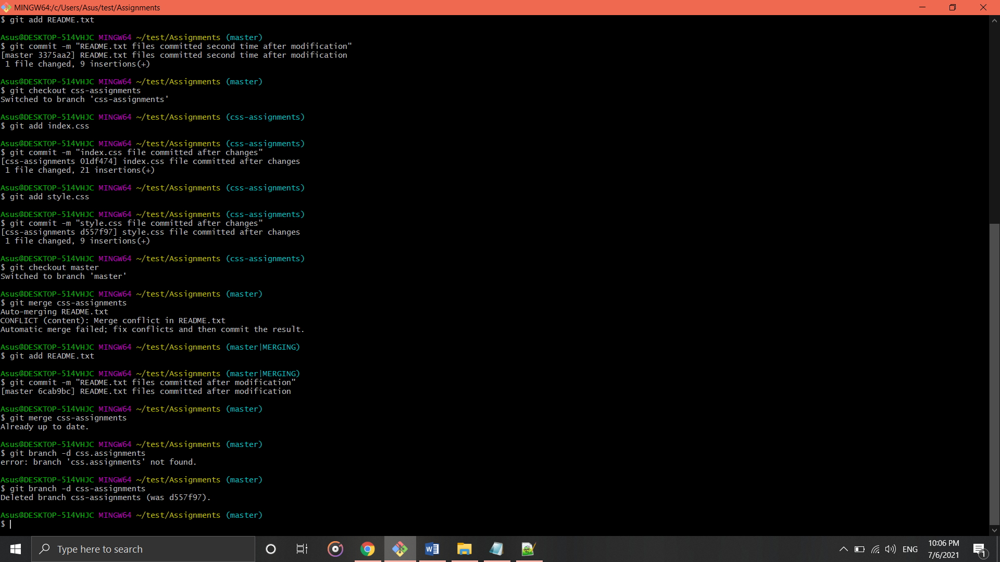 MINGW64:/c/Users/Asus/test/Assignments
$ git add README.txt
Asus@DESKTOP-514VHJC MINGW64 ~/test/Assignments (master)
$ git commit -m "README.txt files committed second time after modification"
[master 3375aa2] README.txt files committed second time after modification
1 file changed, 9 insertions(+)
Asus@DESKTOP-514VHJC MINGW64 ~/test/Assignments (master)
$ git checkout css-assignments
Switched to branch 'css-assignments'
Asus@DESKTOP-514VHJC MINGW64 ~/test/Assignments (css-assignments)
$ git add index.css
Asus@DESKTOP-514VHJC MINGW64 ~/test/Assignments (css-assignments)
$ git commit -m "index.css file committed after changes"
[css-assignments 01df474] index.css file committed after changes
1 file changed, 21 insertions(+)
Asus@DESKTOP-514VHJC MINGW64 ~/test/Assignments (css-assignments)
$ git add style.css
Asus@DESKTOP-514VHJC MINGW64 ~/test/Assignments (css-assignments)
$ git commit -m "style.css file committed after changes"
[css-assignments d557f97] style.css file committed after changes
1 file changed, 9 insertions(+)
Asus@DESKTOP-514VHJC MINGW64 ~/test/Assignments (css-assignments)
$ git checkout master
Switched to branch 'master'
Asus@DESKTOP-514VHJC MINGW64 ~/test/Assignments (master)
$ git merge css-assignments
Auto-merging README.txt
CONFLICT (content): Merge conflict in README.txt
Automatic merge failed; fix conflicts and then commit the result.
Asus@DESKTOP-514VHJC MINGW64 ~/test/Assignments (master|MERGING)
$ git add README.txt
Asus@DESKTOP-514VHJC MINGW64 ~/test/Assignments (master|MERGING)
$ git commit -m "README.txt files committed after modification"
[master 6cab9bc] README.txt files committed after modification
Asus@DESKTOP-514VHJC MINGW64 ~/test/Assignments (master)
$ git merge css-assignments
Already up to date.
Asus@DESKTOP-514VHJC MINGW64 ~/test/Assignments (master)
$ git branch -d css.assignments
error: branch 'css.assignments' not found.
Asus@DESKTOP-514VHJC MINGW64 ~/test/Assignments (master)
$ git branch -d css-assignments
Deleted branch css-assignments (was d557f97).
Asus@DESKTOP-514VHJC MINGW64 ~/test/Assignments (master)
$
Type here to search
ENG
10:06 PM
7/6/2021
1